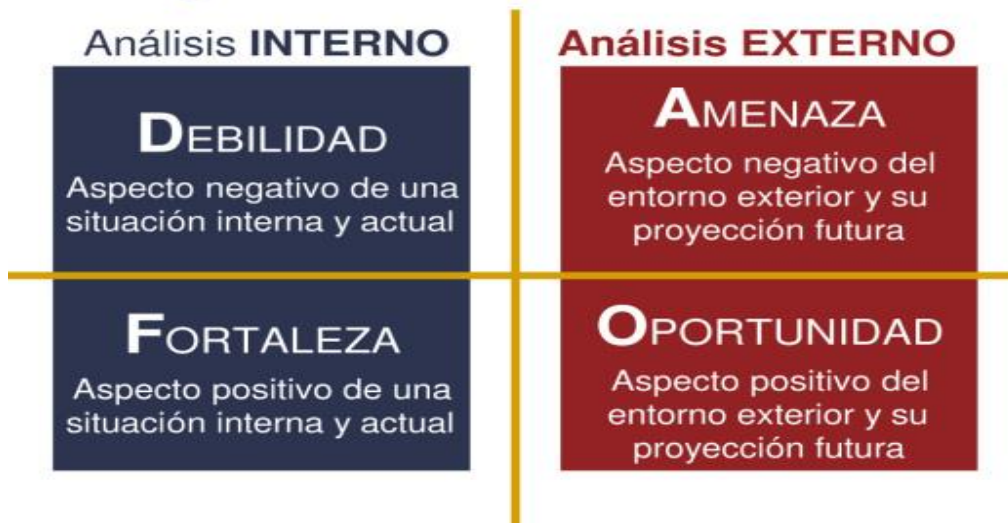 Análisis INTERNO
DEBILIDAD
Aspecto negativo de una
situación interna y actual
FORTALEZA
Aspecto positivo de una
situación interna y actual
Análisis EXTERNO
AMENAZA
Aspecto negativo del
entorno exterior y su
proyección futura
OPORTUNIDAD
Aspecto positivo del
entorno exterior y su
proyección futura